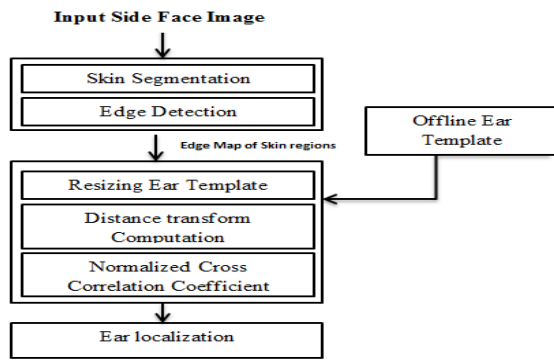 Input Side Face Image
Skin Segmentation
Edge Detection
Edge Map of Skin regions
Offline Ear
Template
Resizing Ear Template
Distance transform
Computation
Normalized Cross
Correlation Coefficient
Ear localization